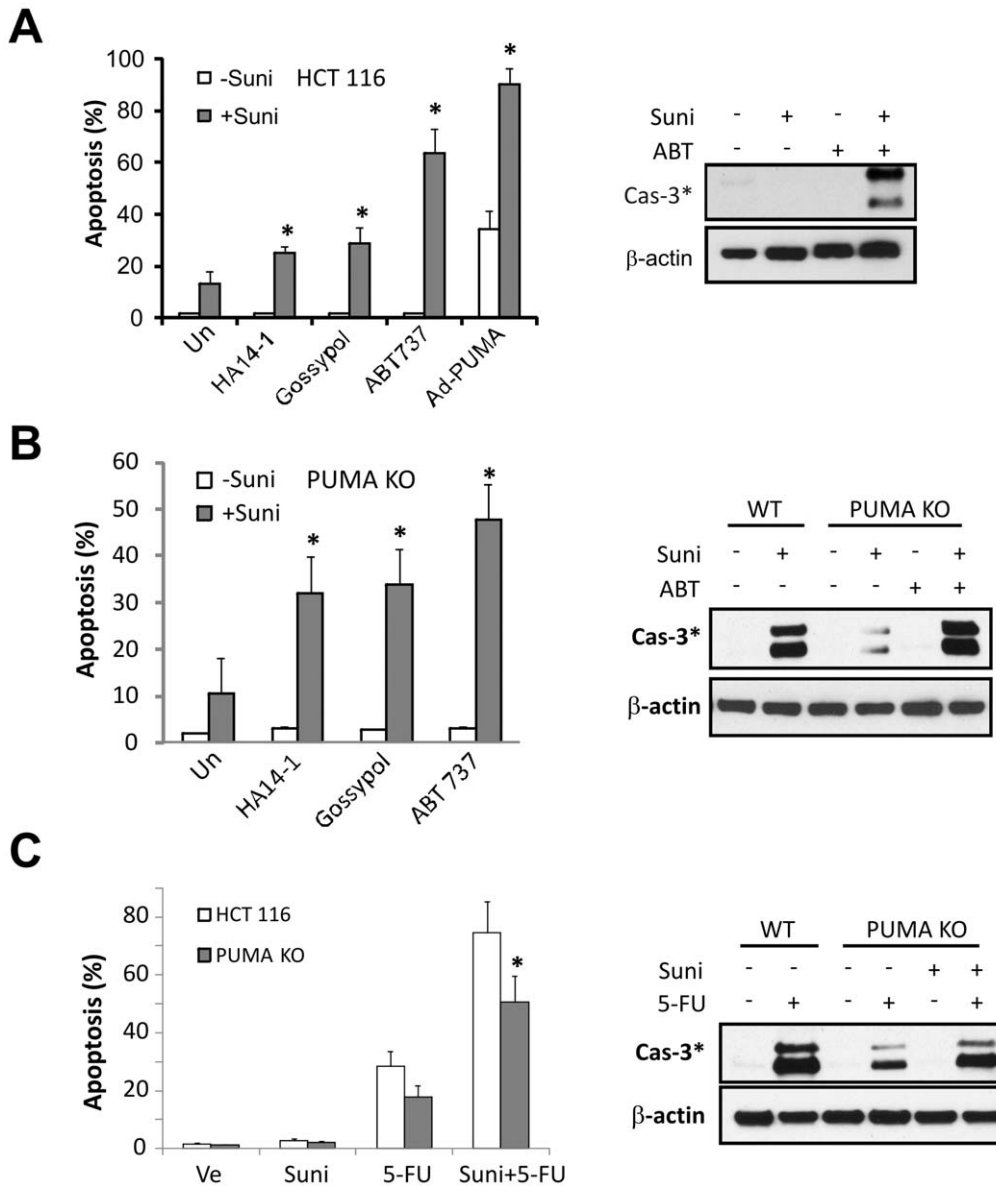 A
100
80
60
40
20
0
Apoptosis (%)
-Suni HCT 116
+Suni
*
*
*
*
Un
HA14-1
Gossypol
ABT737
Ad-PUMA
Suni - + - +
ABT - - + +
Cas-3*
β-actin
B
60
50
40
30
20
10
0
Apoptosis (%)
-Suni PUMA KO
+Suni
*
*
*
Un
HA14-1
Gossypol
ABT 737
WT PUMA KO
Suni - + - + - +
ABT - - - - + +
Cas-3*
β-actin
C
80
60
40
20
0
Apoptosis (%)
HCT 116
PUMA KO
*
Ve Suni 5-FU Suni+5-FU
WT PUMA KO
Suni - - - - + +
5-FU - + - + - +
Cas-3*
β-actin